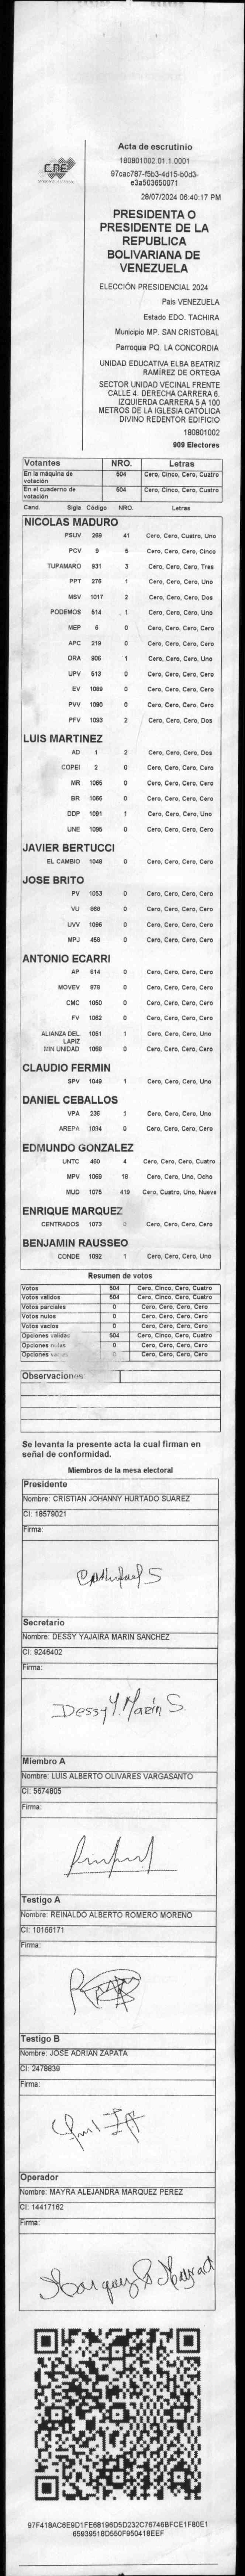 CNE
Acta de escrutinio
180801002.01.1.0001
97cac787-f5b3-4d15-b0d3-
e3a503650071
28/07/2024 06:40:17 PM
PRESIDENTA O
PRESIDENTE DE LA
REPUBLICA
BOLIVARIANA DE
VENEZUELA
ELECCIÓN PRESIDENCIAL 2024
País VENEZUELA
Estado EDO. TACHIRA
Municipio MP. SAN CRISTOBAL
Parroquia PQ. LA CONCORDIA
UNIDAD EDUCATIVA ELBA BEATRIZ
RAMÍREZ DE ORTEGA
SECTOR UNIDAD VECINAL FRENTE
CALLE 4. DERECHA CARRERA 6.
IZQUIERDA CARRERA 5 A 100
METROS DE LA IGLESIA CATÓLICA
DIVINO REDENTOR EDIFICIO
180801002
909 Electores
Votantes NRO. Letras
En la máquina de votación 504 Cero, Cinco, Cero, Cuatro
En el cuaderno de votación 504 Cero, Cinco, Cero, Cuatro
Cand. Sigla Código NRO. Letras
NICOLAS MADURO
PSUV 269 41 Cero, Cero, Cuatro, Uno
PCV 9 5 Cero, Cero, Cero, Cinco
TUPAMARO 931 3 Cero, Cero, Cero, Tres
PPT 276 1 Cero, Cero, Cero, Uno
MSV 1017 2 Cero, Cero, Cero, Dos
PODEMOS 514 1 Cero, Cero, Cero, Uno
MEP 6 0 Cero, Cero, Cero, Cero
APC 219 0 Cero, Cero, Cero, Cero
ORA 906 1 Cero, Cero, Cero, Uno
UPV 513 0 Cero, Cero, Cero, Cero
EV 1089 0 Cero, Cero, Cero, Cero
PVV 1090 0 Cero, Cero, Cero, Cero
PFV 1093 2 Cero, Cero, Cero, Dos
LUIS MARTINEZ
AD 1 2 Cero, Cero, Cero, Dos
COPEI 2 0 Cero, Cero, Cero, Cero
MR 1065 0 Cero, Cero, Cero, Cero
BR 1066 0 Cero, Cero, Cero, Cero
DDP 1091 1 Cero, Cero, Cero, Uno
UNE 1095 0 Cero, Cero, Cero, Cero
JAVIER BERTUCCI
EL CAMBIO 1048 0 Cero, Cero, Cero, Cero
JOSE BRITO
PV 1053 0 Cero, Cero, Cero, Cero
VU 868 0 Cero, Cero, Cero, Cero
UVV 1096 0 Cero, Cero, Cero, Cero
MPJ 458 0 Cero, Cero, Cero, Cero
ANTONIO ECARRI
AP 914 0 Cero, Cero, Cero, Cero
MOVEV 878 0 Cero, Cero, Cero, Cero
CMC 1050 0 Cero, Cero, Cero, Cero
FV 1062 0 Cero, Cero, Cero, Cero
ALIANZA DEL LAPIZ 1051 1 Cero, Cero, Cero, Uno
MIN UNIDAD 1068 0 Cero, Cero, Cero, Cero
CLAUDIO FERMIN
SPV 1049 1 Cero, Cero, Cero, Uno
DANIEL CEBALLOS
VPA 236 1 Cero, Cero, Cero, Uno
AREPA 1094 0 Cero, Cero, Cero, Cero
EDMUNDO GONZALEZ
UNTC 460 4 Cero, Cero, Cero, Cuatro
MPV 1069 18 Cero, Cero, Uno, Ocho
MUD 1075 419 Cero, Cuatro, Uno, Nueve
ENRIQUE MARQUEZ
CENTRADOS 1073 0 Cero, Cero, Cero, Cero
BENJAMIN RAUSSEO
CONDE 1092 1 Cero, Cero, Cero, Uno
Resumen de votos
Votos 504 Cero, Cinco, Cero, Cuatro
Votos validos 504 Cero, Cinco, Cero, Cuatro
Votos parciales 0 Cero, Cero, Cero, Cero
Votos nulos 0 Cero, Cero, Cero, Cero
Votos vacios 0 Cero, Cero, Cero, Cero
Opciones validas 504 Cero, Cinco, Cero, Cuatro
Opciones nulas 0 Cero, Cero, Cero, Cero
Opciones vacias 0 Cero, Cero, Cero, Cero
Observaciones
Se levanta la presente acta la cual firman en
señal de conformidad.
Miembros de la mesa electoral
Presidente
Nombre: CRISTIAN JOHANNY HURTADO SUAREZ
CI: 18579021
Firma:
Secretario
Nombre: DESSY YAJAIRA MARIN SANCHEZ
CI: 9246402
Firma:
Dessy Y. Marín S.
Miembro A
Nombre: LUIS ALBERTO OLIVARES VARGASANTO
CI: 5674805
Firma:
Testigo A
Nombre: REINALDO ALBERTO ROMERO MORENO
CI: 10166171
Firma:
Testigo B
Nombre: JOSE ADRIAN ZAPATA
CI: 2478839
Firma:
Operador
Nombre: MAYRA ALEJANDRA MARQUEZ PEREZ
CI: 14417162
Firma:
97F418AC6E9D1FE68196D5D232C76746BFCE1F80E1
65939518D550F950418EEF